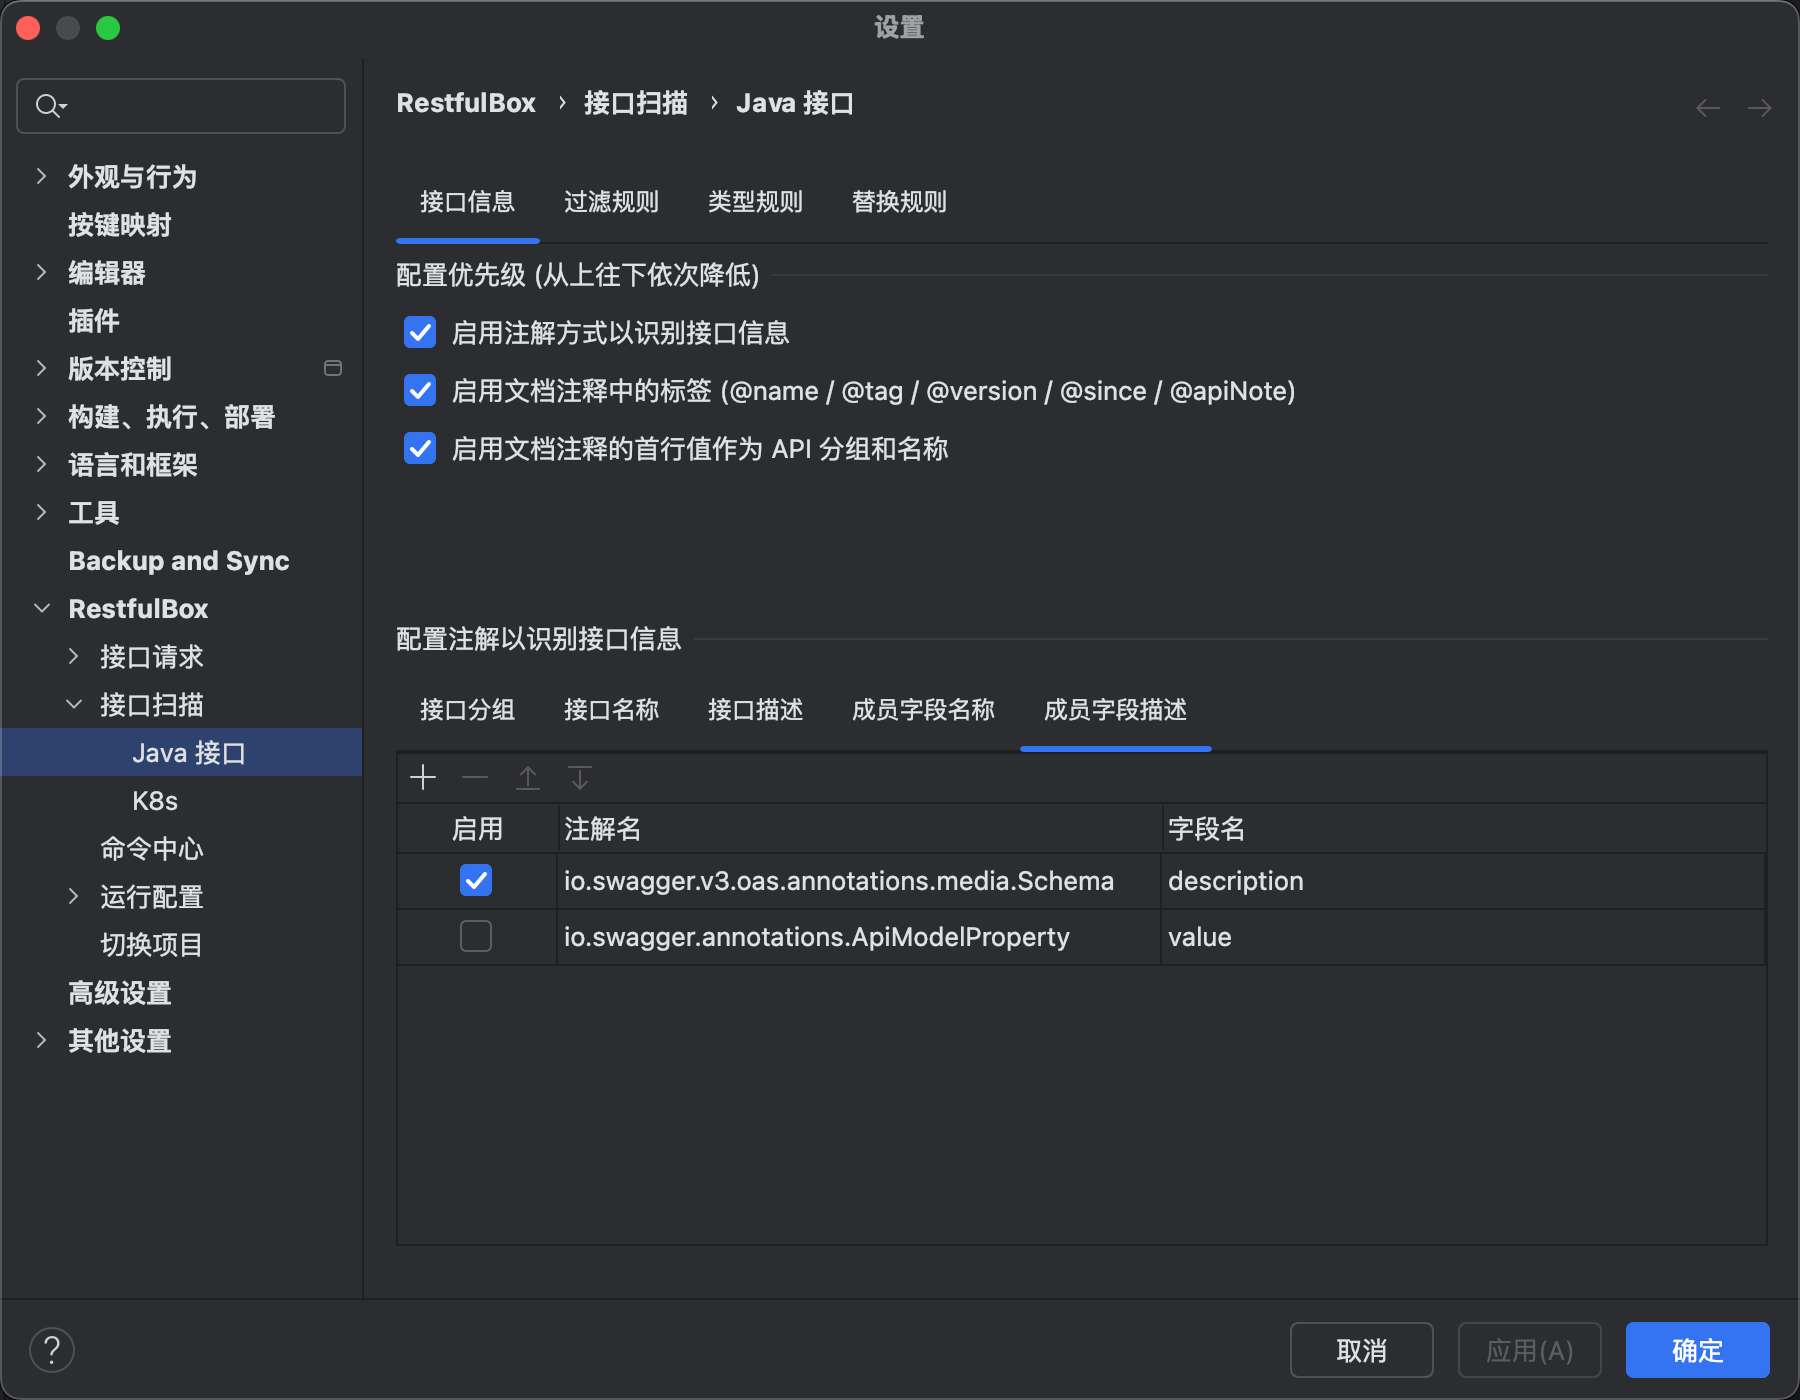 设置
RestfulBox › 接口扫描 › Java 接口
外观与行为
按键映射
编辑器
插件
版本控制
构建、执行、部署
语言和框架
工具
Backup and Sync
RestfulBox
接口请求
接口扫描
Java 接口
K8s
命令中心
运行配置
切换项目
高级设置
其他设置
接口信息 过滤规则 类型规则 替换规则
配置优先级 (从上往下依次降低)
启用注解方式以识别接口信息
启用文档注释中的标签 (@name / @tag / @version / @since / @apiNote)
启用文档注释的首行值作为 API 分组和名称
配置注解以识别接口信息
接口分组 接口名称 接口描述 成员字段名称 成员字段描述
启用 注解名 字段名
io.swagger.v3.oas.annotations.media.Schema description
io.swagger.annotations.ApiModelProperty value
? 取消 应用(A) 确定